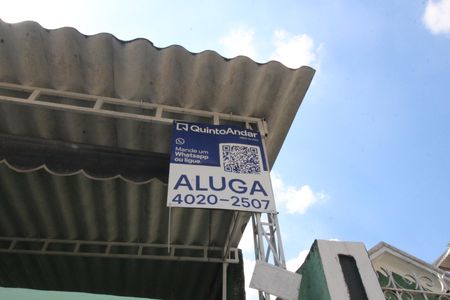 QuintoAndar
Mande um
Whatsapp
ou ligue.
ALUGA
4020-2507